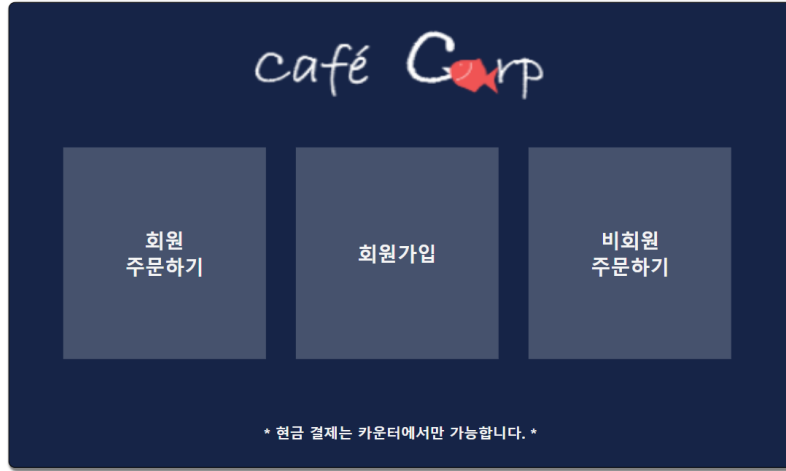 café Carp
회원
주문하기
회원가입
비회원
주문하기
* 현금 결제는 카운터에서만 가능합니다. *